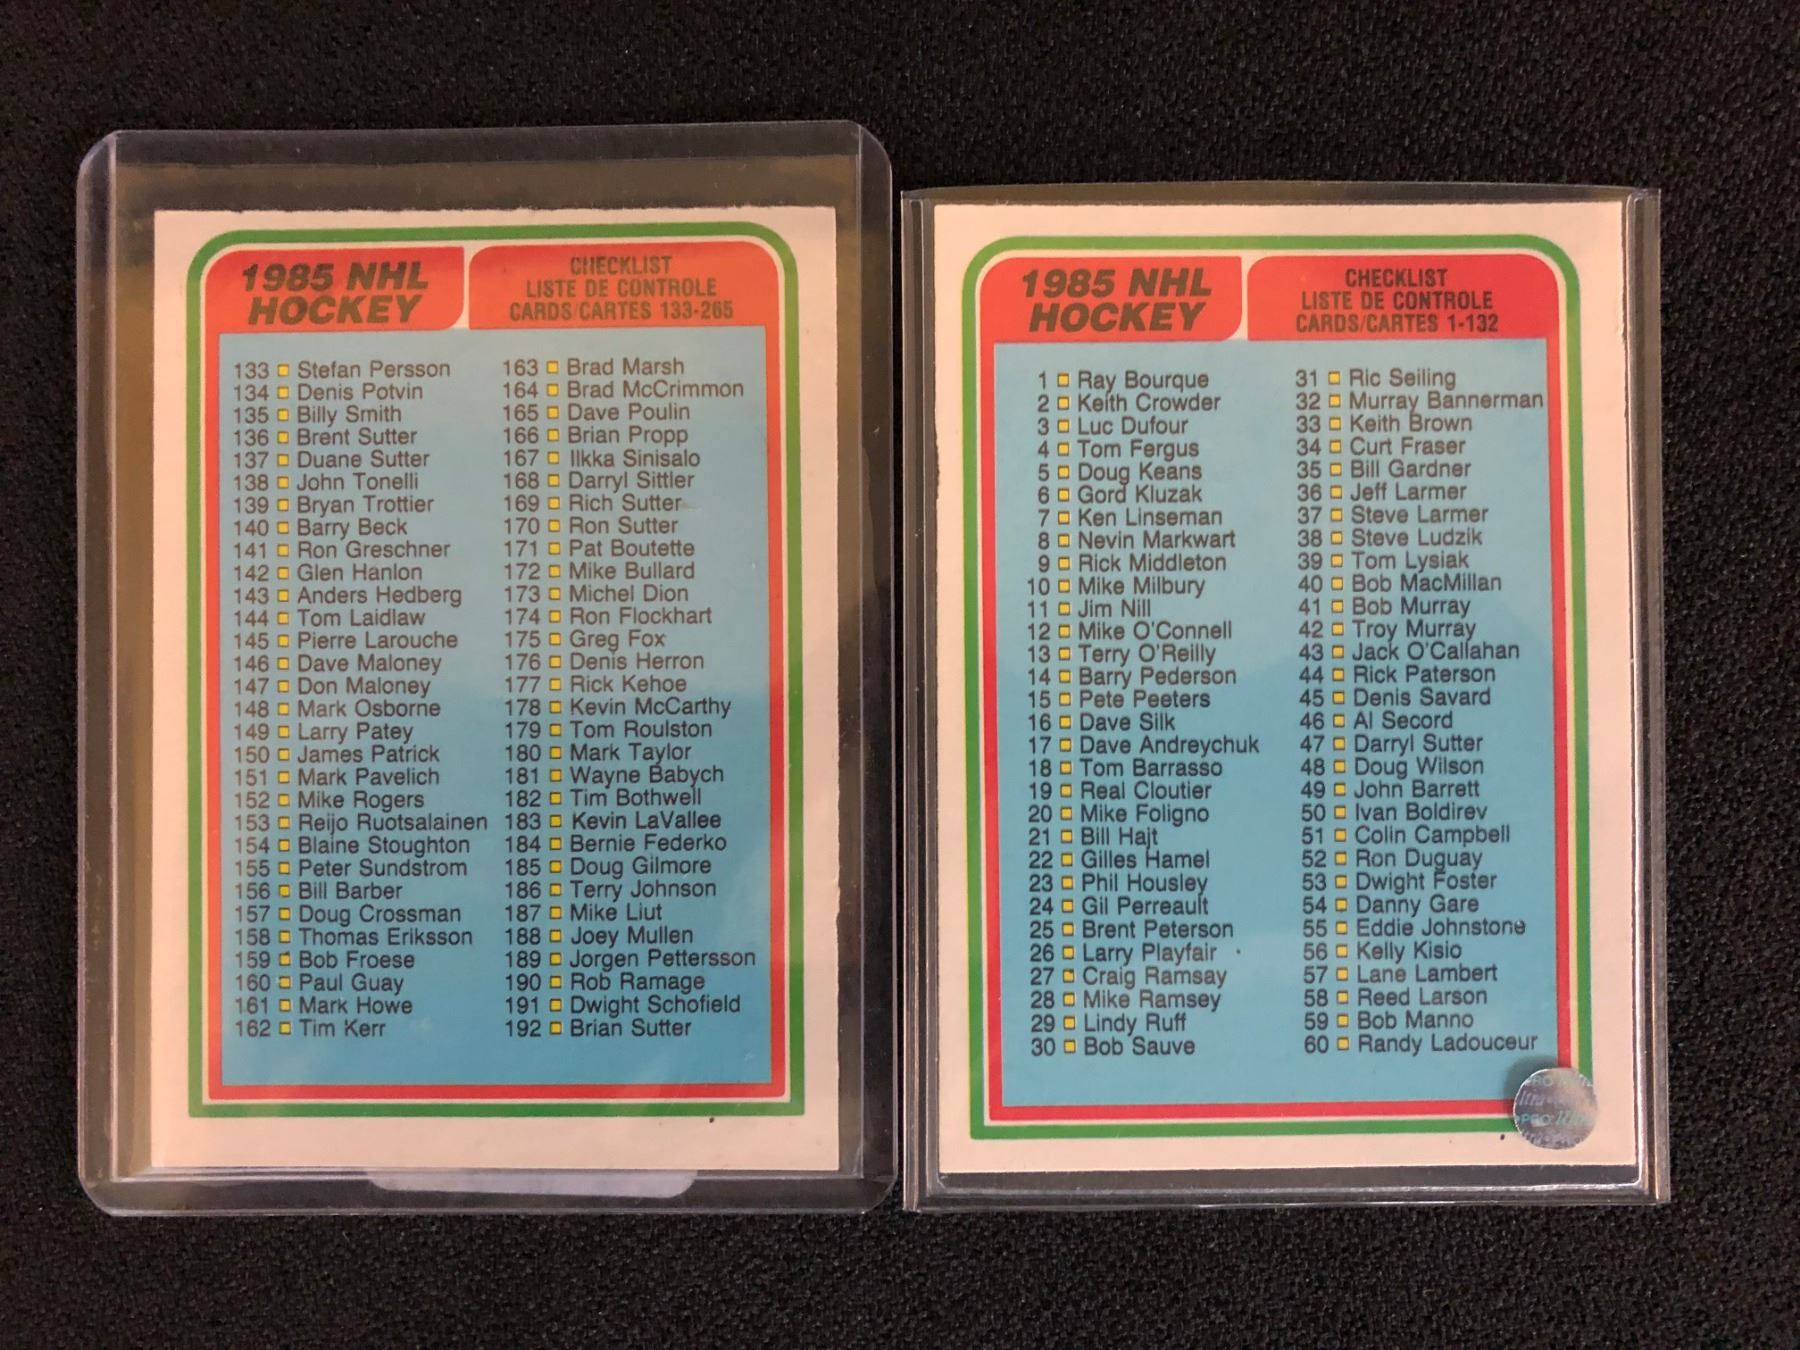 1985 NHL
HOCKEY
CHECKLIST
LISTE DE CONTROLE
CARDS/CARTES 133-265
133 Stefan Persson
134 Denis Potvin
135 Billy Smith
136 Brent Sutter
137 Duane Sutter
138 John Tonelli
139 Bryan Trottier
140 Barry Beck
141 Ron Greschner
142 Glen Hanlon
143 Anders Hedberg
144 Tom Laidlaw
145 Pierre Larouche
146 Dave Maloney
147 Don Maloney
148 Mark Osborne
149 Larry Patey
150 James Patrick
151 Mark Pavelich
152 Mike Rogers
153 Reijo Ruotsalainen
154 Blaine Stoughton
155 Peter Sundstrom
156 Bill Barber
157 Doug Crossman
158 Thomas Eriksson
159 Bob Froese
160 Paul Guay
161 Mark Howe
162 Tim Kerr
163 Brad Marsh
164 Brad McCrimmon
165 Dave Poulin
166 Brian Propp
167 Ilkka Sinisalo
168 Darryl Sittler
169 Rich Sutter
170 Ron Sutter
171 Pat Boutette
172 Mike Bullard
173 Michel Dion
174 Ron Flockhart
175 Greg Fox
176 Denis Herron
177 Rick Kehoe
178 Kevin McCarthy
179 Tom Roulston
180 Mark Taylor
181 Wayne Babych
182 Tim Bothwell
183 Kevin LaVallee
184 Bernie Federko
185 Doug Gilmore
186 Terry Johnson
187 Mike Liut
188 Joey Mullen
189 Jorgen Pettersson
190 Rob Ramage
191 Dwight Schofield
192 Brian Sutter
1985 NHL
HOCKEY
CHECKLIST
LISTE DE CONTROLE
CARDS/CARTES 1-132
1 Ray Bourque
2 Keith Crowder
3 Luc Dufour
4 Tom Fergus
5 Doug Keans
6 Gord Kluzak
7 Ken Linseman
8 Nevin Markwart
9 Rick Middleton
10 Mike Milbury
11 Jim Nill
12 Mike O'Connell
13 Terry O'Reilly
14 Barry Pederson
15 Pete Peeters
16 Dave Silk
17 Dave Andreychuk
18 Tom Barrasso
19 Real Cloutier
20 Mike Foligno
21 Bill Hajt
22 Gilles Hamel
23 Phil Housley
24 Gil Perreault
25 Brent Peterson
26 Larry Playfair
27 Craig Ramsay
28 Mike Ramsey
29 Lindy Ruff
30 Bob Sauve
31 Ric Seiling
32 Murray Bannerman
33 Keith Brown
34 Curt Fraser
35 Bill Gardner
36 Jeff Larmer
37 Steve Larmer
38 Steve Ludzik
39 Tom Lysiak
40 Bob MacMillan
41 Bob Murray
42 Troy Murray
43 Jack O'Callahan
44 Rick Paterson
45 Denis Savard
46 Al Secord
47 Darryl Sutter
48 Doug Wilson
49 John Barrett
50 Ivan Boldirev
51 Colin Campbell
52 Ron Duguay
53 Dwight Foster
54 Danny Gare
55 Eddie Johnstone
56 Kelly Kisio
57 Lane Lambert
58 Reed Larson
59 Bob Manno
60 Randy Ladouceur